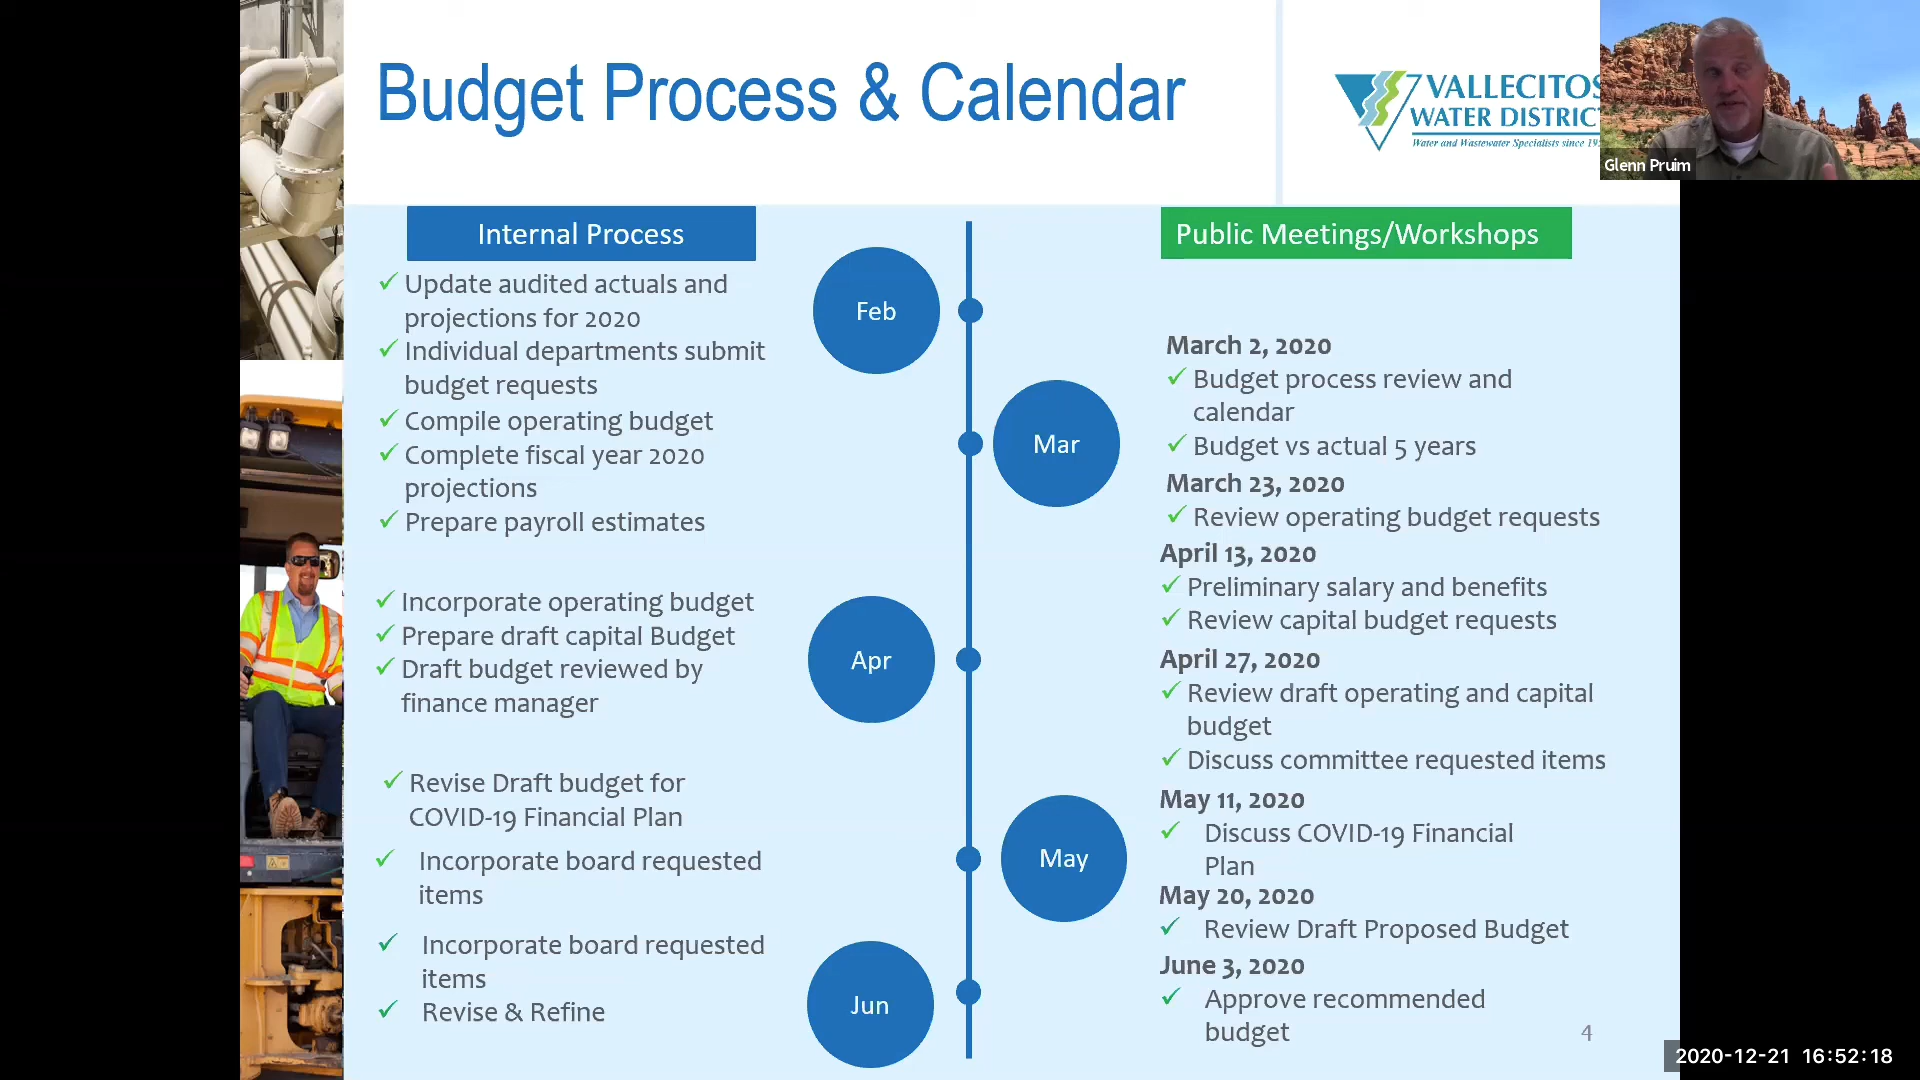 Budget Process & Calendar
VALLECITOS
WATER DISTRIC
Water and Wastewater Specialists since 19
Glenn Pruim
Internal Process
Update audited actuals and
projections for 2020
Individual departments submit
budget requests
Compile operating budget
Complete fiscal year 2020
projections
Prepare payroll estimates
Incorporate operating budget
Prepare draft capital Budget
Draft budget reviewed by
finance manager
Revise Draft budget for
COVID-19 Financial Plan
Incorporate board requested
items
Incorporate board requested
items
Revise & Refine
Feb
Mar
Apr
May
Jun
Public Meetings/Workshops
March 2, 2020
Budget process review and
calendar
Budget vs actual 5 years
March 23, 2020
Review operating budget requests
April 13, 2020
Preliminary salary and benefits
Review capital budget requests
April 27, 2020
Review draft operating and capital
budget
Discuss committee requested items
May 11, 2020
Discuss COVID-19 Financial
Plan
May 20, 2020
Review Draft Proposed Budget
June 3, 2020
Approve recommended
budget
4
2020-12-21 16:52:18